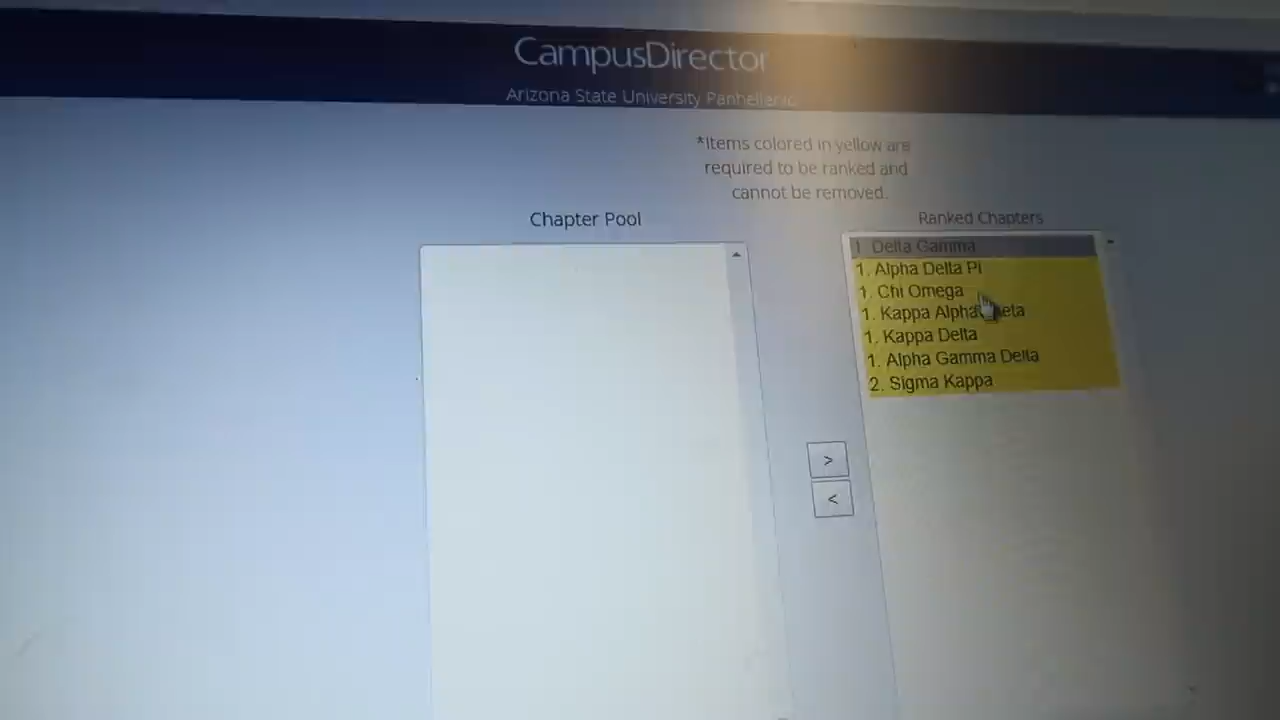 CampusDirector
Arizona State University Panhellenic
*Items colored in yellow are
required to be ranked and
cannot be removed.
Chapter Pool
Ranked Chapters
1. Delta Gamma
1. Alpha Delta Pi
1. Chi Omega
1. Kappa Alpha eta
1. Kappa Delta
1. Alpha Gamma Delta
2. Sigma Kappa
>
<